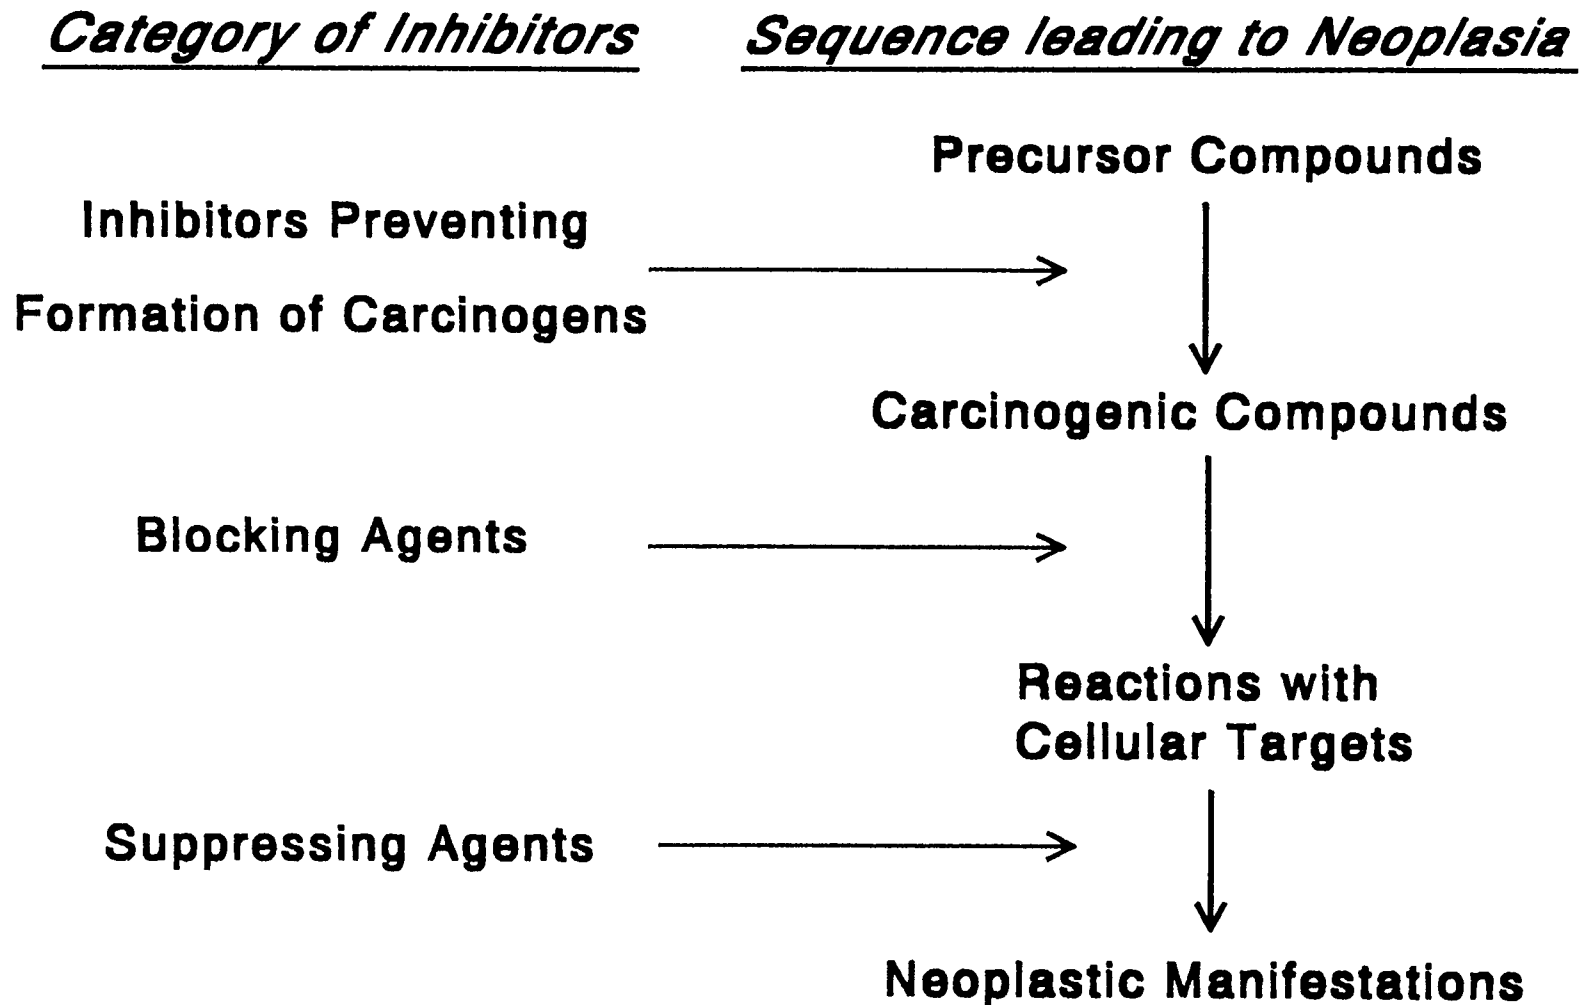 Category of Inhibitors
Sequence leading to Neoplasia
Precursor Compounds
Inhibitors Preventing
Formation of Carcinogens
Carcinogenic Compounds
Blocking Agents
Reactions with
Cellular Targets
Suppressing Agents
Neoplastic Manifestations